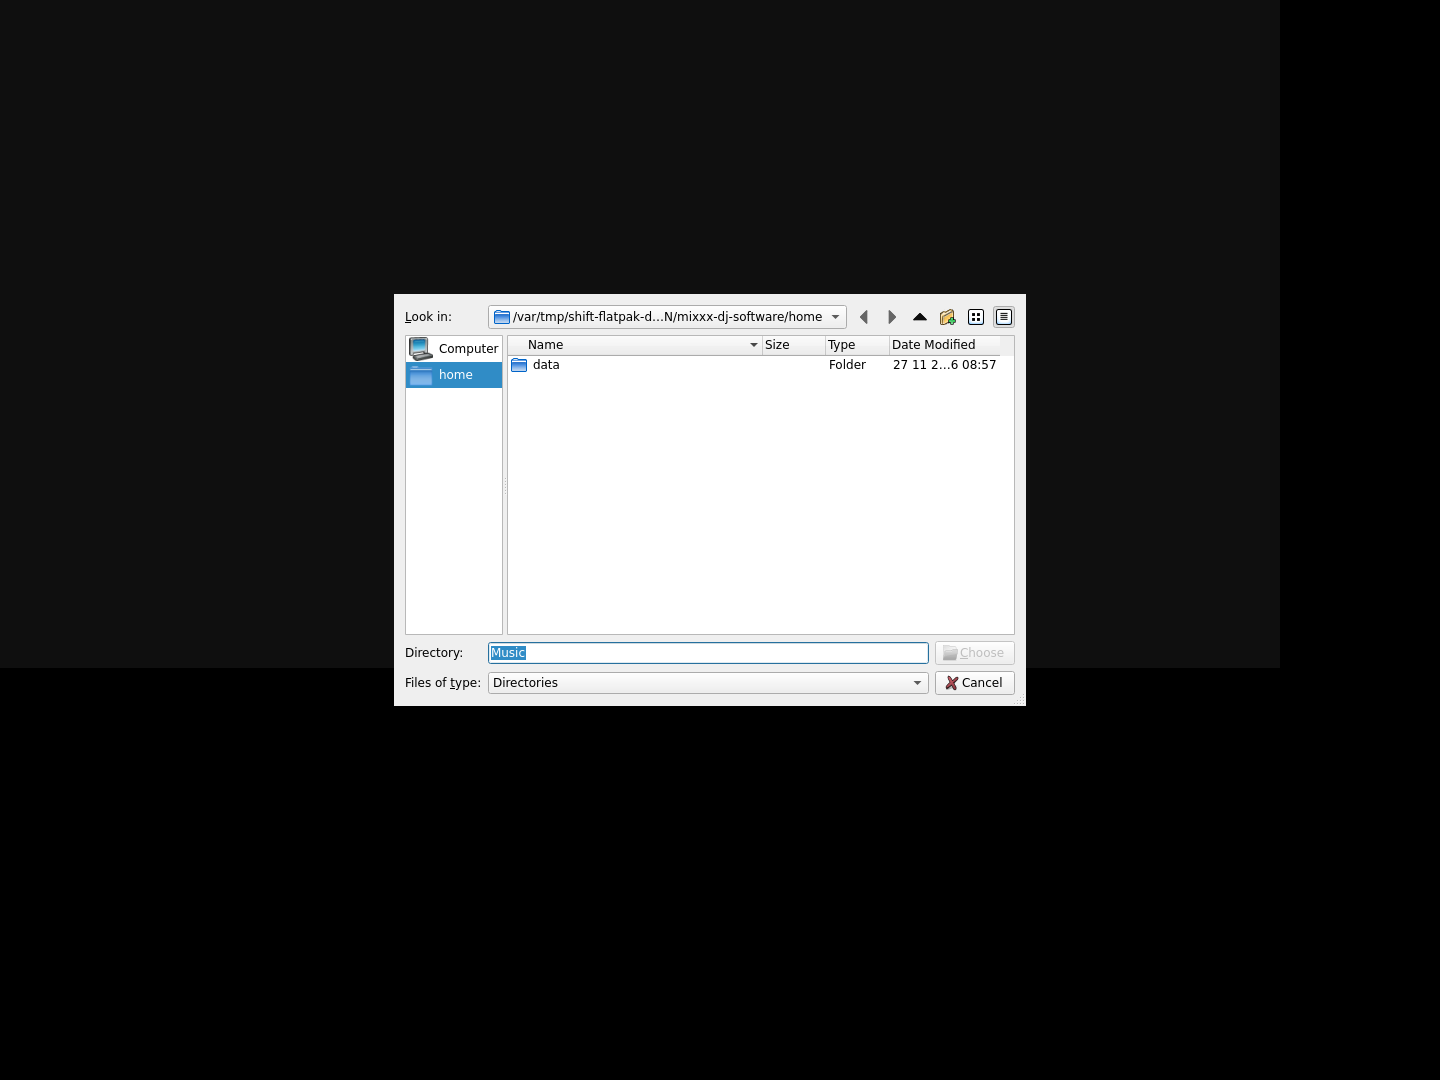 Look in: /var/tmp/shift-flatpak-d...N/mixxx-dj-software/home
Computer
home
Name Size Type Date Modified
data Folder 27 11 2...6 08:57
Directory: Music Choose
Files of type: Directories Cancel